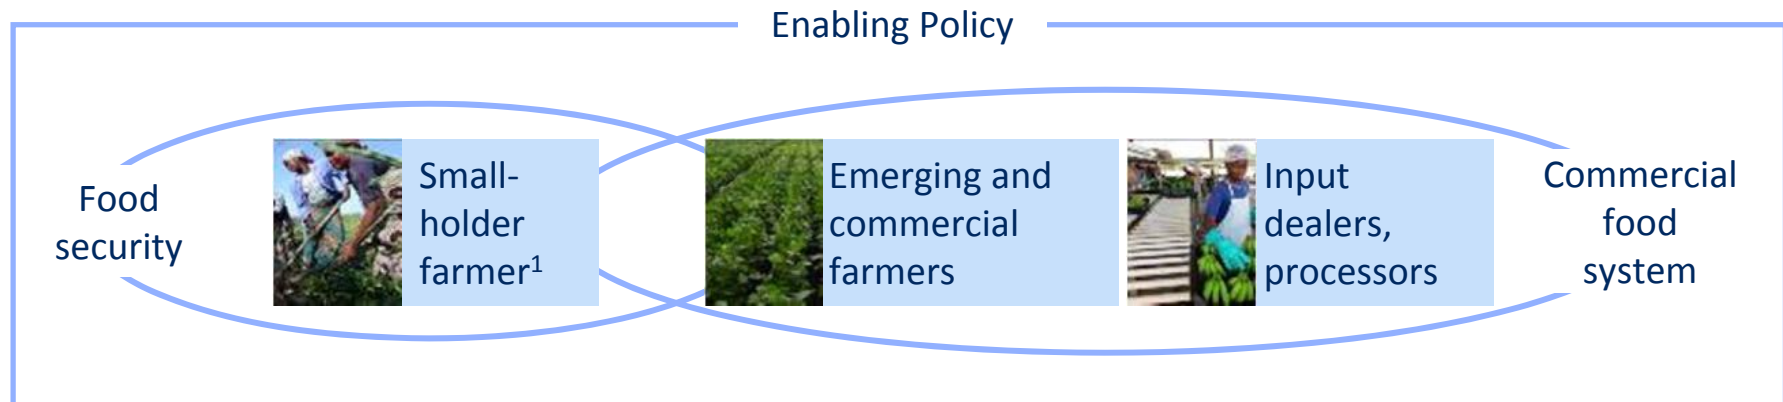 Enabling Policy
Food
security
Small-
holder
farmer¹
Emerging and
commercial
farmers
Input
dealers,
processors
Commercial
food
system